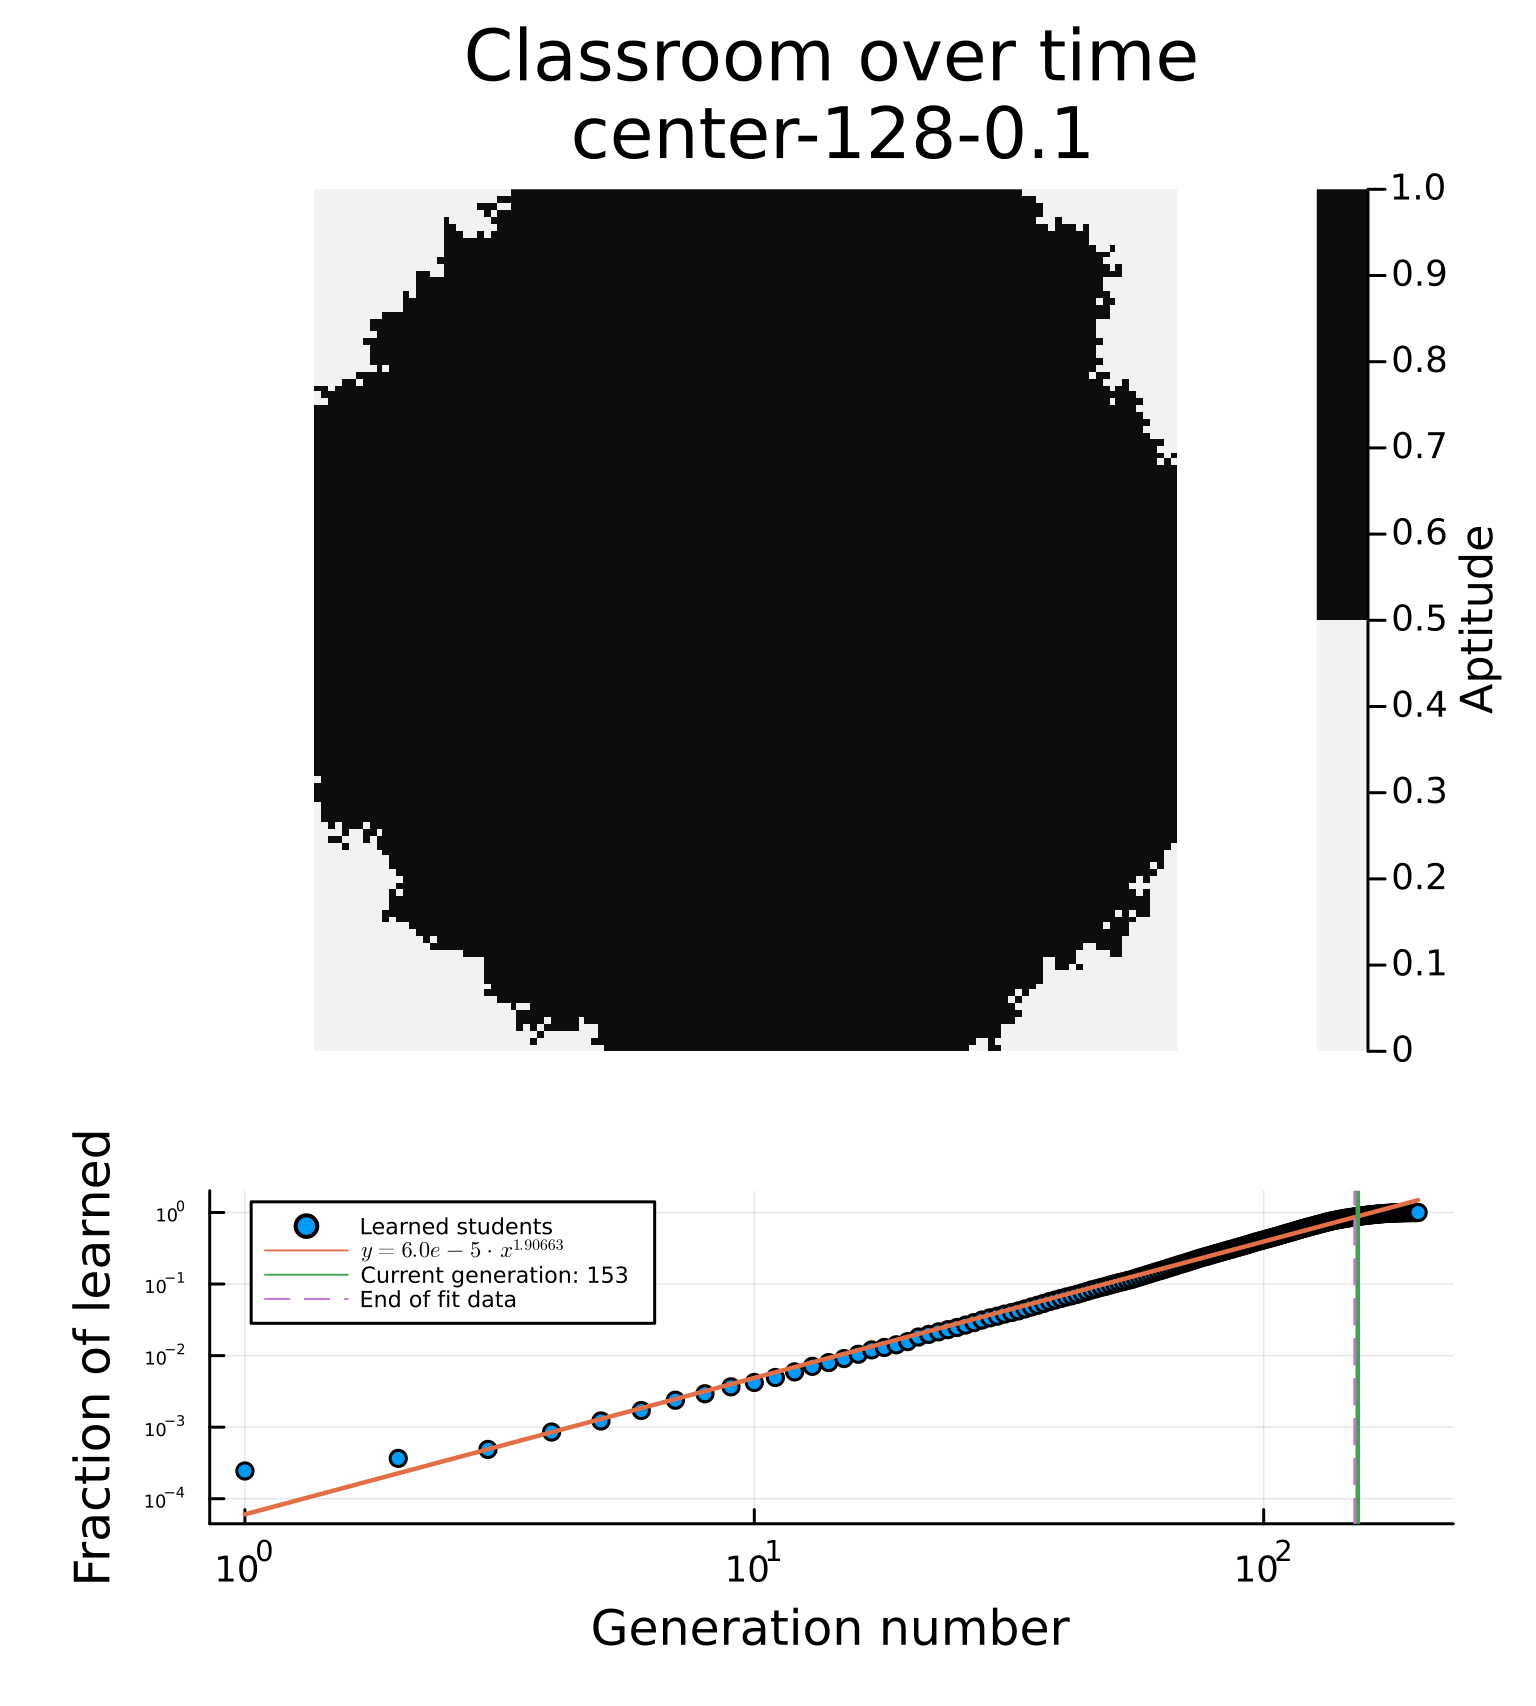 Classroom over time
center-128-0.1
1.0
0.9
0.8
0.7
0.6
0.5
0.4
0.3
0.2
0.1
0
Aptitude
Fraction of learned
10⁰
10⁻¹
10⁻²
10⁻³
10⁻⁴
Learned students
y = 6.0e − 5 · x^1.90663
Current generation: 153
End of fit data
10⁰
10¹
10²
Generation number